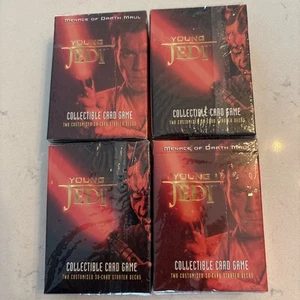 MENACE OF DARTH MAUL
YOUNG
JEDI
COLLECTIBLE CARD GAME
TWO CUSTOMIZED 30-CARD STARTER DECKS
YOUNG
JEDI
COLLECTIBLE CARD GAME
TWO CUSTOMIZED 30-CARD STARTER DECKS
YOUNG
JEDI
COLLECTIBLE CARD GAME
TWO CUSTOMIZED 30-CARD STARTER DECKS
MENACE OF DARTH MAUL
YOUNG
JEDI
COLLECTIBLE CARD GAME
TWO CUSTOMIZED 30-CARD STARTER DECKS